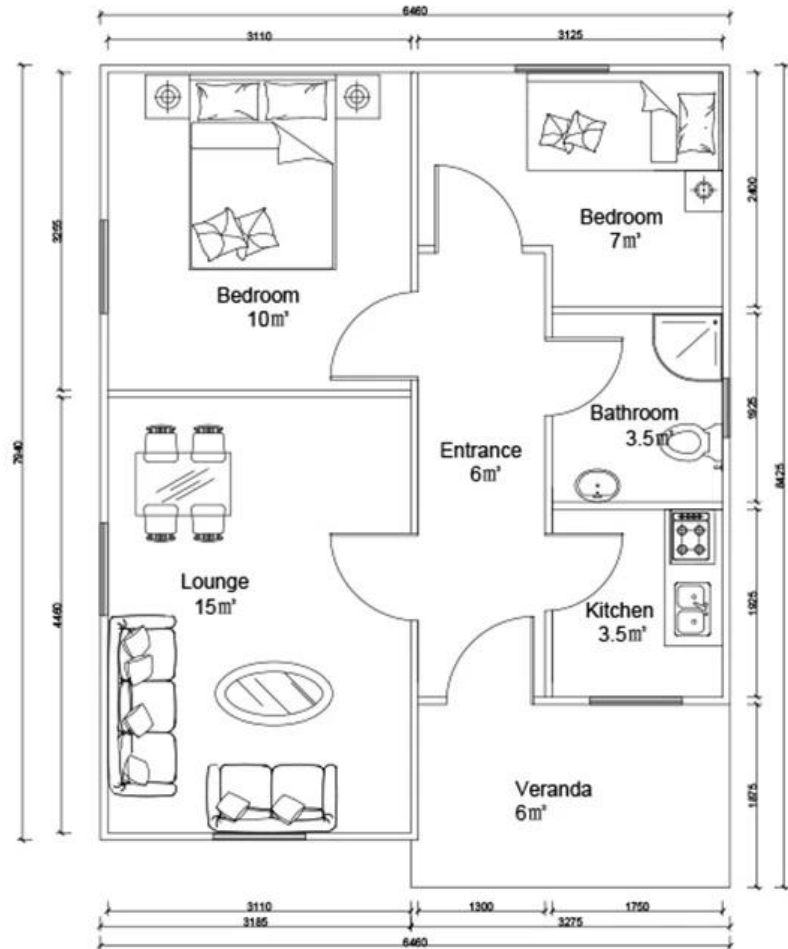 6460
3110 3125
7940
3255
4460
2400
1925
1925
1875
8425
Bedroom
7㎡
Bedroom
10㎡
Bathroom
3.5㎡
Entrance
6㎡
Lounge
15㎡
Kitchen
3.5㎡
Veranda
6㎡
3110 1300 1750
3185 3275
6460